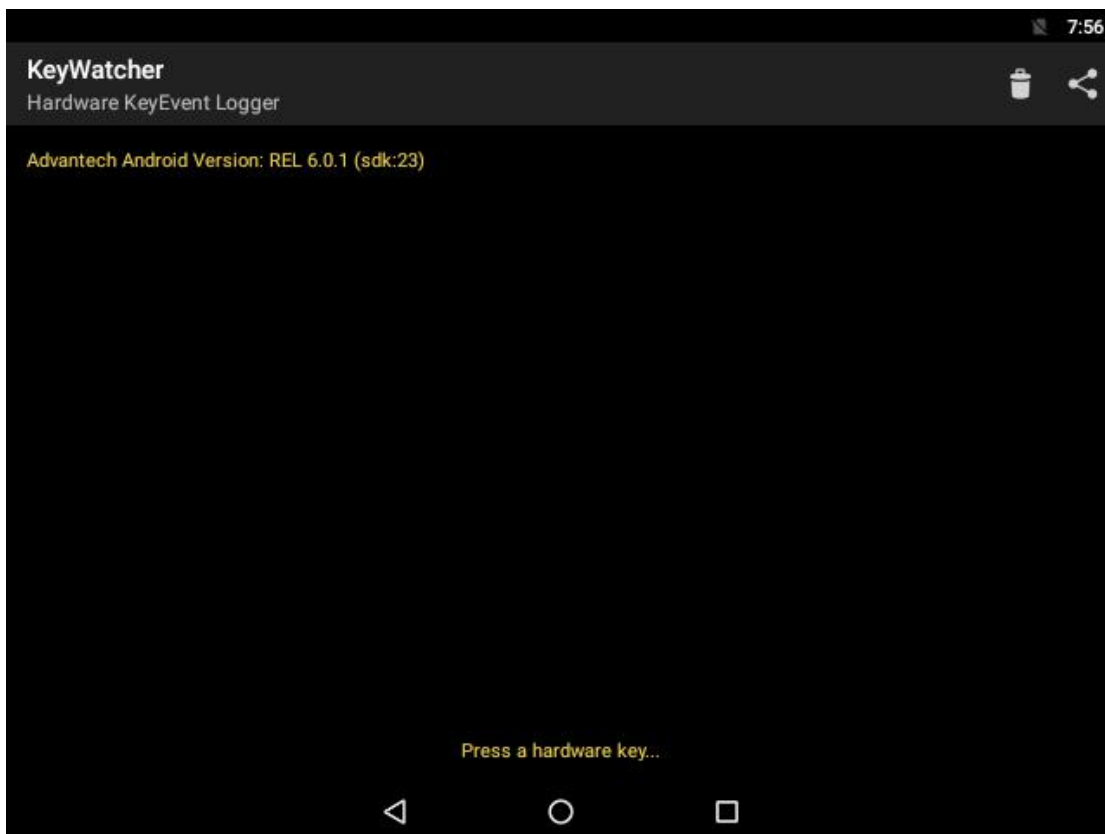 7:56
KeyWatcher
Hardware KeyEvent Logger
Advantech Android Version: REL 6.0.1 (sdk:23)
Press a hardware key...